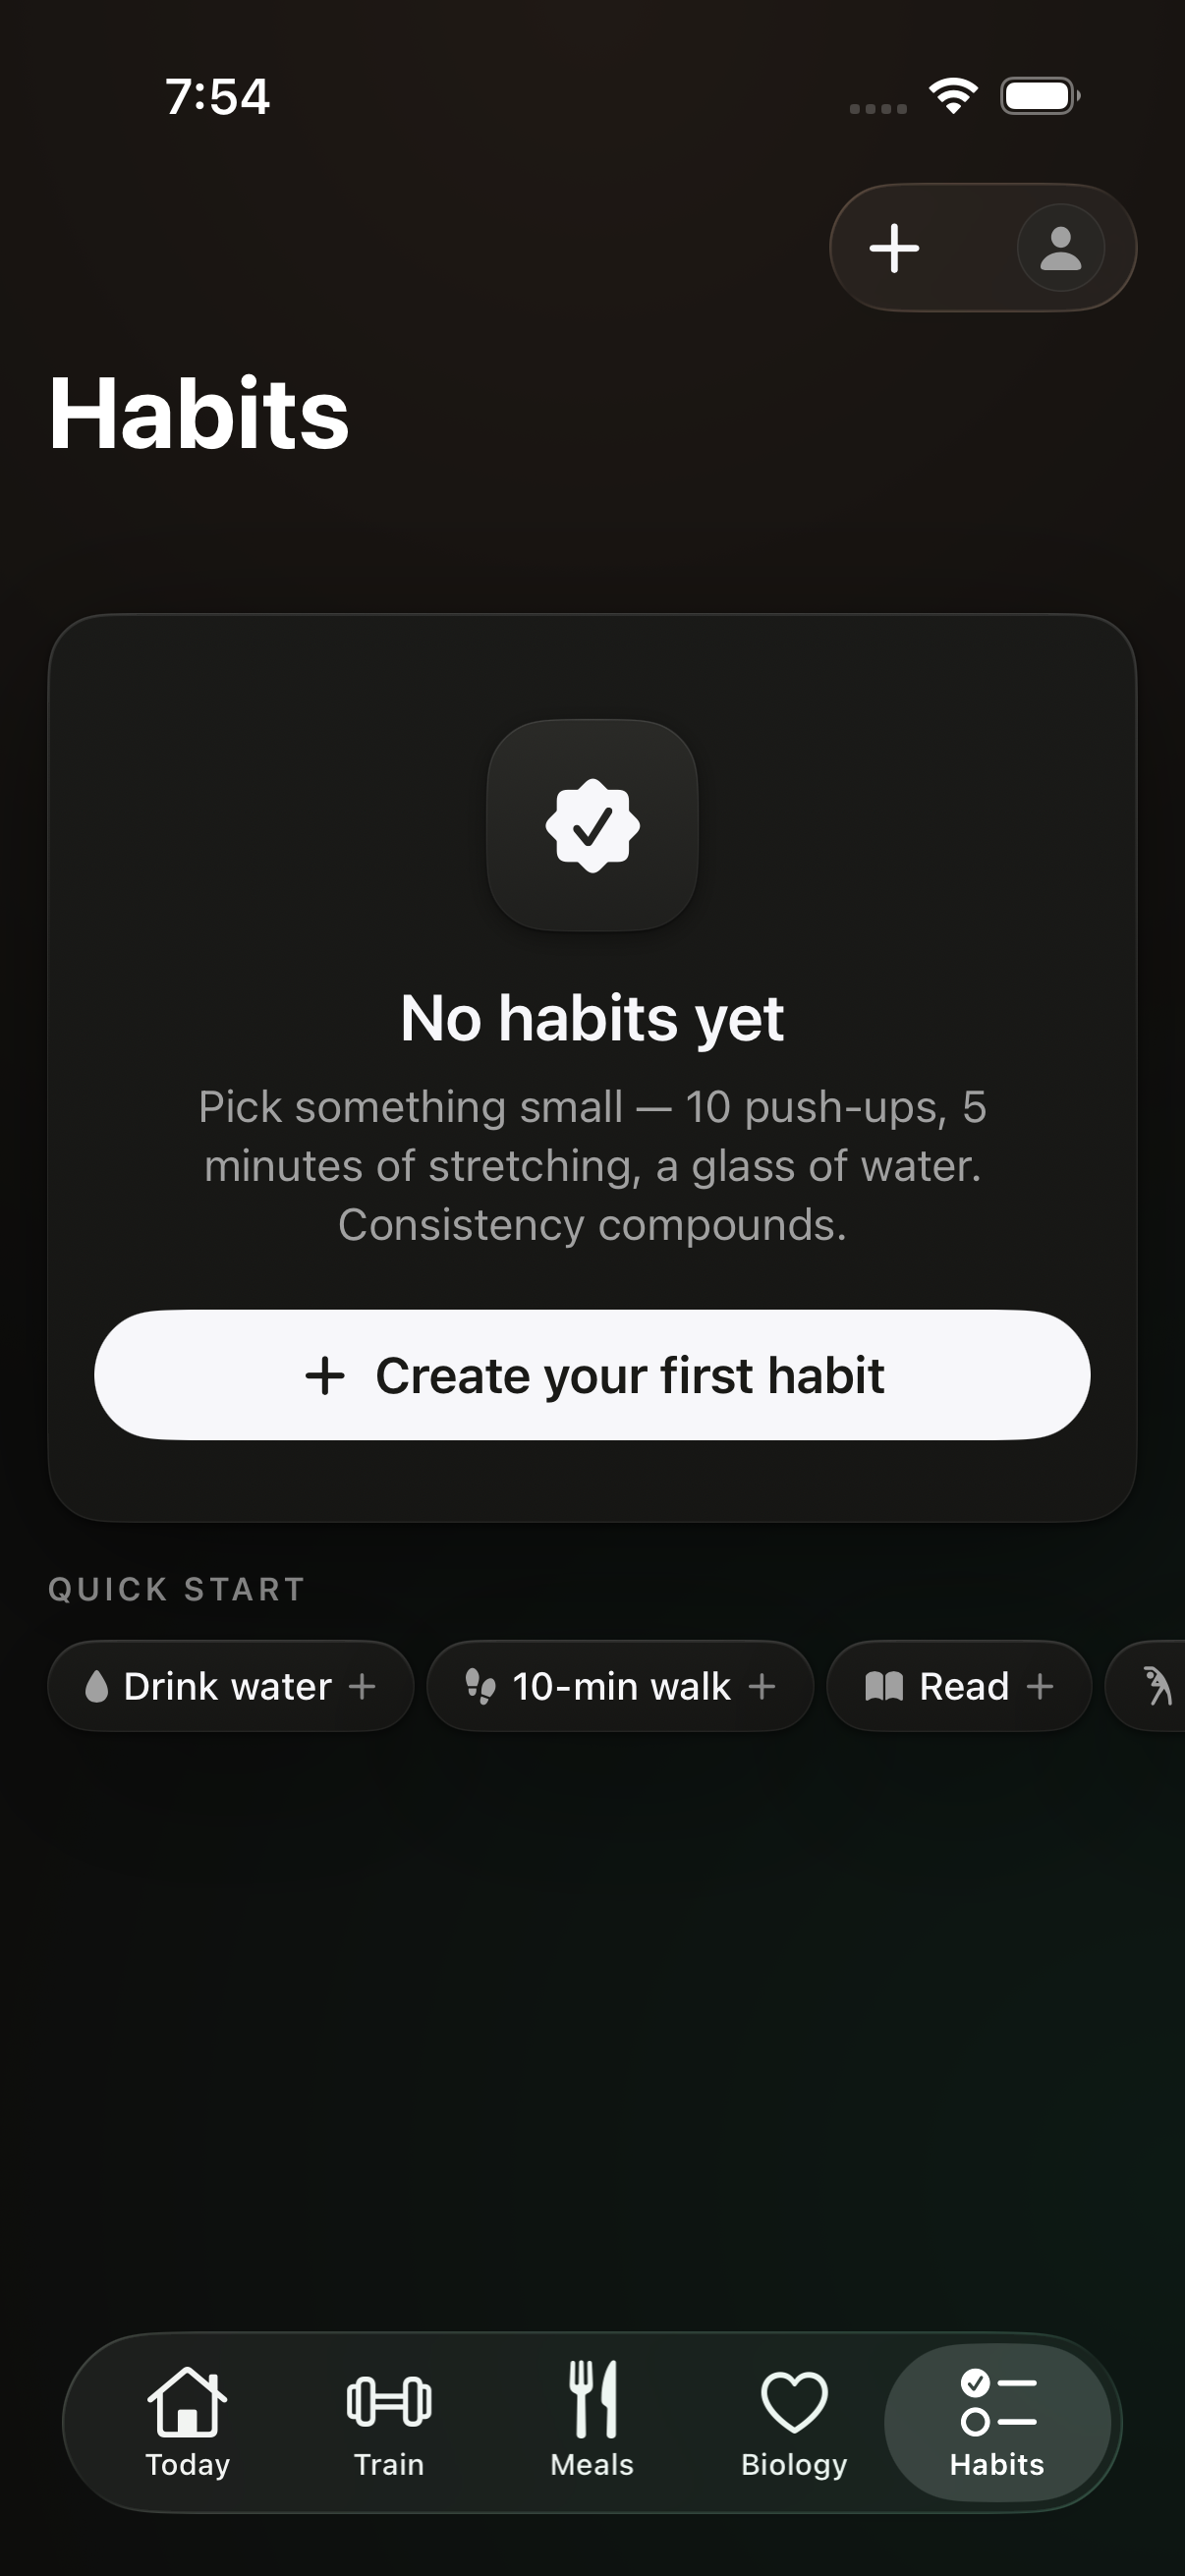 7:54
Habits
No habits yet
Pick something small — 10 push-ups, 5
minutes of stretching, a glass of water.
Consistency compounds.
Create your first habit
QUICK START
Drink water
10-min walk
Read
Today
Train
Meals
Biology
Habits